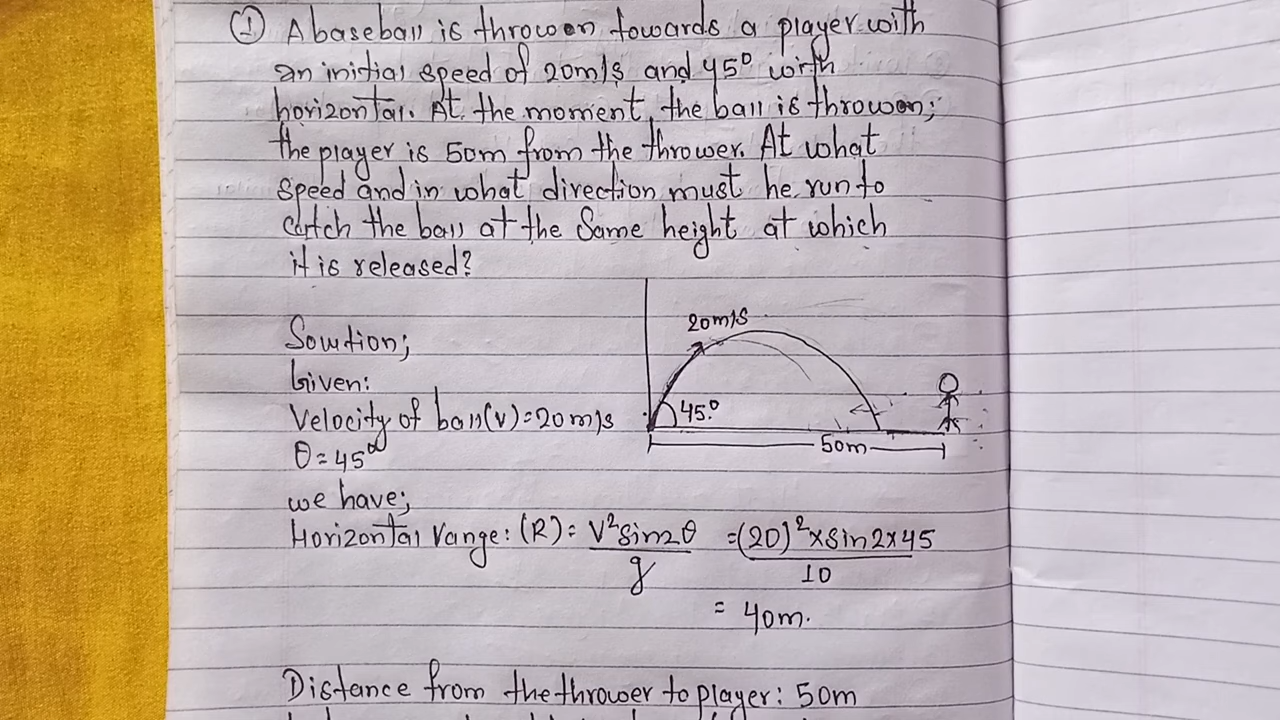 ① A baseball is throwon towards a player with
an initial speed of 20m/s and 45° with
horizontal. At the moment, the ball is throwon;
the player is 50m from the thrower. At what
speed and in what direction must he run to
catch the ball at the same height at which
it is released?
20m/s
Solution;
Given:
Velocity of ball(v)=20m/s
45°
θ=45°
50m
we have;
Horizontal range: (R)= V²sin2θ/g =(20)²×sin2×45/10
= 40m.
Distance from the thrower to player: 50m